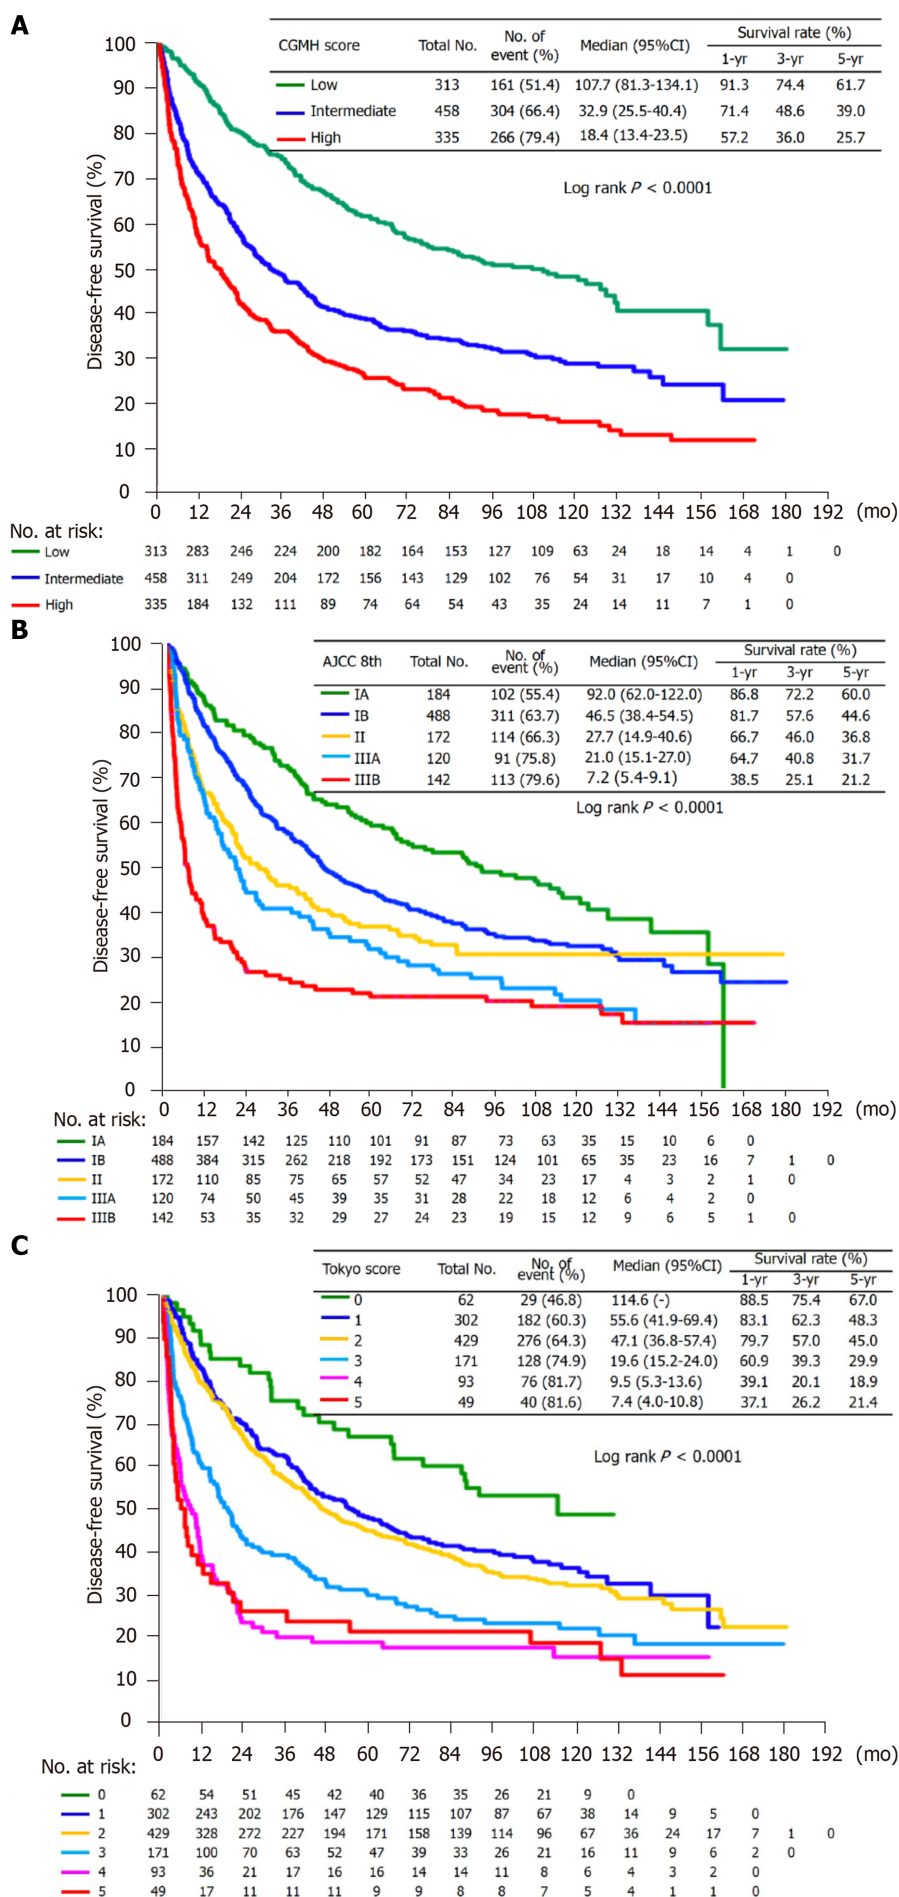 A
CGMH score Total No. No. of event (%) Median (95%CI) Survival rate (%)
1-yr 3-yr 5-yr
Low 313 161 (51.4) 107.7 (81.3-134.1) 91.3 74.4 61.7
Intermediate 458 304 (66.4) 32.9 (25.5-40.4) 71.4 48.6 39.0
High 335 266 (79.4) 18.4 (13.4-23.5) 57.2 36.0 25.7
Log rank P < 0.0001
Disease-free survival (%)
100
90
80
70
60
50
40
30
20
10
0
0 12 24 36 48 60 72 84 96 108 120 132 144 156 168 180 192 (mo)
No. at risk:
Low 313 283 246 224 200 182 164 153 127 109 63 24 18 14 4 1 0
Intermediate 458 311 249 204 172 156 143 129 102 76 54 31 17 10 4 0
High 335 184 132 111 89 74 64 54 43 35 24 14 11 7 1 0
B
AJCC 8th Total No. No. of event (%) Median (95%CI) Survival rate (%)
1-yr 3-yr 5-yr
IA 184 102 (55.4) 92.0 (62.0-122.0) 86.8 72.2 60.0
IB 488 311 (63.7) 46.5 (38.4-54.5) 81.7 57.6 44.6
II 172 114 (66.3) 27.7 (14.9-40.6) 66.7 46.0 36.8
IIIA 120 91 (75.8) 21.0 (15.1-27.0) 64.7 40.8 31.7
IIIB 142 113 (79.6) 7.2 (5.4-9.1) 38.5 25.1 21.2
Log rank P < 0.0001
Disease-free survival (%)
100
90
80
70
60
50
40
30
20
10
0
0 12 24 36 48 60 72 84 96 108 120 132 144 156 168 180 192 (mo)
No. at risk:
IA 184 157 142 125 110 101 91 87 73 63 35 15 10 6 0
IB 488 384 315 262 218 192 173 151 124 101 65 35 23 16 7 1 0
II 172 110 85 75 65 57 52 47 34 23 17 4 3 2 1 0
IIIA 120 74 50 45 39 35 31 28 22 18 12 6 4 2 0
IIIB 142 53 35 32 29 27 24 23 19 15 12 9 6 5 1 0
C
Tokyo score Total No. No. of event (%) Median (95%CI) Survival rate (%)
1-yr 3-yr 5-yr
0 62 29 (46.8) 114.6 (-) 88.5 75.4 67.0
1 302 182 (60.3) 55.6 (41.9-69.4) 83.1 62.3 48.3
2 429 276 (64.3) 47.1 (36.8-57.4) 79.7 57.0 45.0
3 171 128 (74.9) 19.6 (15.2-24.0) 60.9 39.3 29.9
4 93 76 (81.7) 9.5 (5.3-13.6) 39.1 20.1 18.9
5 49 40 (81.6) 7.4 (4.0-10.8) 37.1 26.2 21.4
Log rank P < 0.0001
Disease-free survival (%)
100
90
80
70
60
50
40
30
20
10
0
0 12 24 36 48 60 72 84 96 108 120 132 144 156 168 180 192 (mo)
No. at risk:
0 62 54 51 45 42 40 36 35 26 21 9 0
1 302 243 202 176 147 129 115 107 87 67 38 14 9 5 0
2 429 328 272 227 194 171 158 139 114 96 67 36 24 17 7 1 0
3 171 100 70 63 52 47 39 33 26 21 16 11 9 6 2 0
4 93 36 21 17 16 16 14 14 11 8 6 4 3 2 0
5 49 17 11 11 11 9 9 8 8 7 5 4 1 1 0